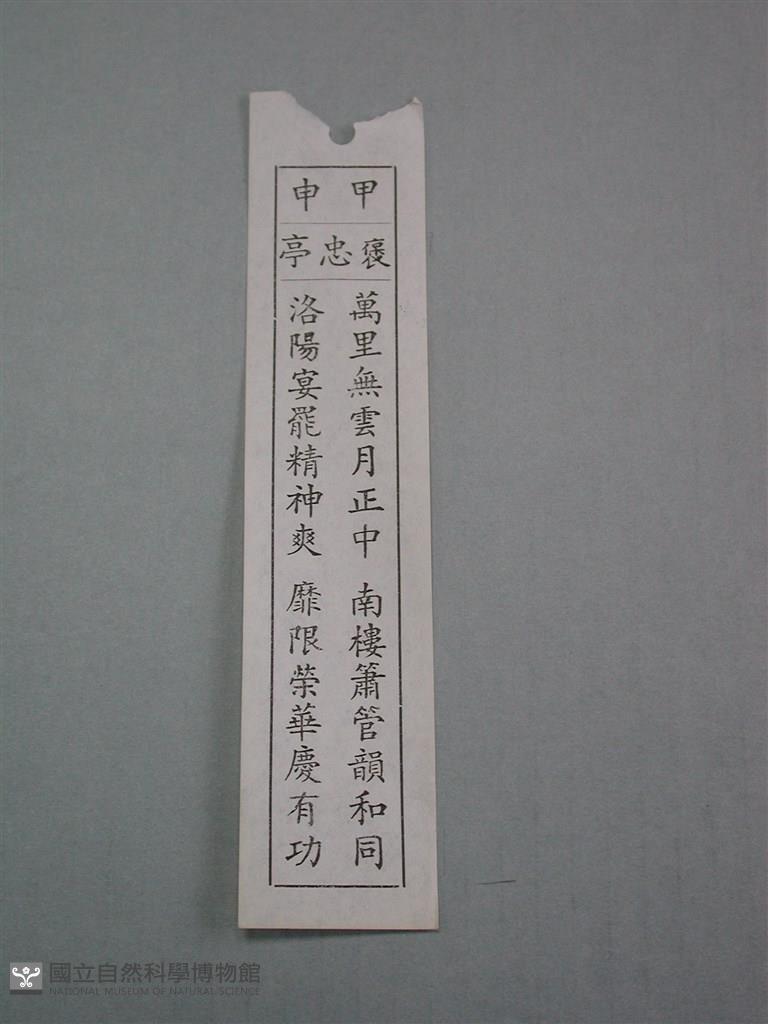 甲申
褒忠亭
萬里無雲月正中 南樓簫管韻和同
洛陽宴罷精神爽 靡限榮華慶有功
國立自然科學博物館
NATIONAL MUSEUM OF NATURAL SCIENCE